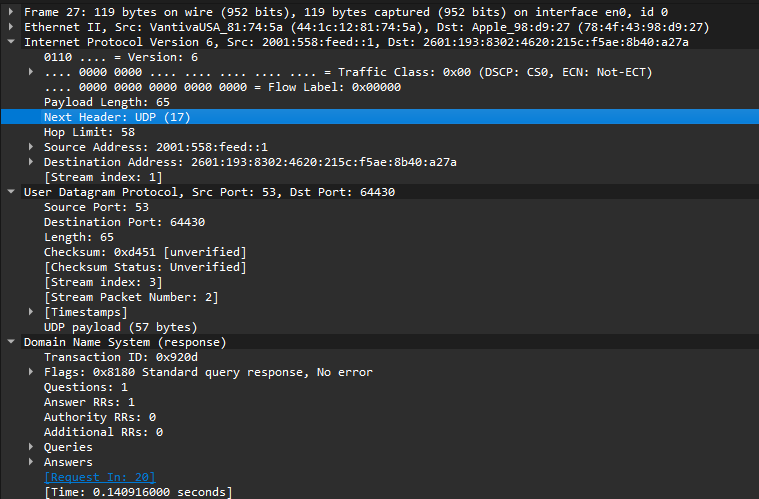 Frame 27: 119 bytes on wire (952 bits), 119 bytes captured (952 bits) on interface en0, id 0
Ethernet II, Src: VantivaUSA_81:74:5a (44:1c:12:81:74:5a), Dst: Apple_98:d9:27 (78:4f:43:98:d9:27)
Internet Protocol Version 6, Src: 2001:558:feed::1, Dst: 2601:193:8302:4620:215c:f5ae:8b40:a27a
0110 .... = Version: 6
.... 0000 0000 .... .... .... .... .... = Traffic Class: 0x00 (DSCP: CS0, ECN: Not-ECT)
.... 0000 0000 0000 0000 0000 = Flow Label: 0x00000
Payload Length: 65
Next Header: UDP (17)
Hop Limit: 58
Source Address: 2001:558:feed::1
Destination Address: 2601:193:8302:4620:215c:f5ae:8b40:a27a
[Stream index: 1]
User Datagram Protocol, Src Port: 53, Dst Port: 64430
Source Port: 53
Destination Port: 64430
Length: 65
Checksum: 0xd451 [unverified]
[Checksum Status: Unverified]
[Stream index: 3]
[Stream Packet Number: 2]
[Timestamps]
UDP payload (57 bytes)
Domain Name System (response)
Transaction ID: 0x920d
Flags: 0x8180 Standard query response, No error
Questions: 1
Answer RRs: 1
Authority RRs: 0
Additional RRs: 0
Queries
Answers
[Request In: 20]
[Time: 0.140916000 seconds]